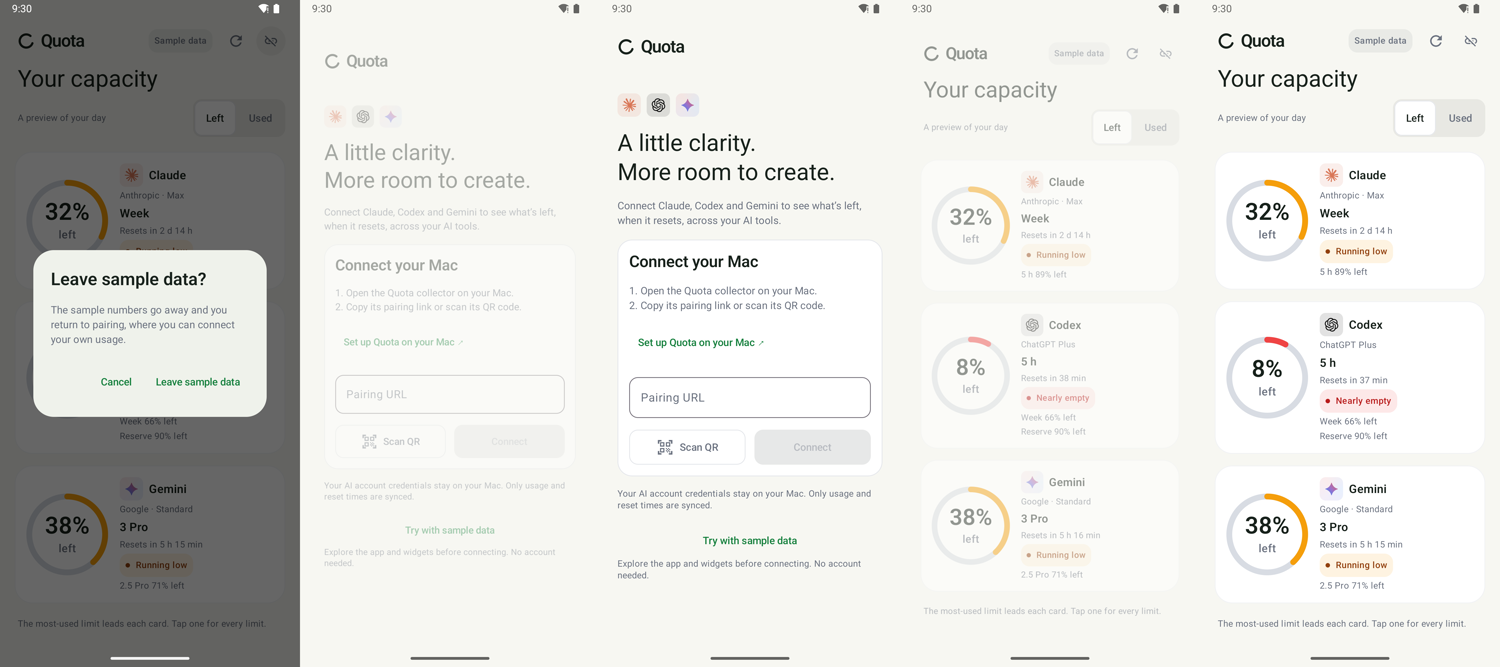 9:30
Quota
Sample data
Your capacity
A preview of your day
Left
Used
Claude
Anthropic · Max
32%
left
Week
Resets in 2 d 14 h
Leave sample data?
The sample numbers go away and you
return to pairing, where you can connect
your own usage.
Cancel
Leave sample data
Week 66% left
Reserve 90% left
Gemini
Google · Standard
38%
left
3 Pro
Resets in 5 h 15 min
Running low
2.5 Pro 71% left
The most-used limit leads each card. Tap one for every limit.
9:30
Quota
A little clarity.
More room to create.
Connect Claude, Codex and Gemini to see what's left,
when it resets, across your AI tools.
Connect your Mac
1. Open the Quota collector on your Mac.
2. Copy its pairing link or scan its QR code.
Set up Quota on your Mac ↗
Pairing URL
Scan QR
Connect
Your AI account credentials stay on your Mac. Only usage and
reset times are synced.
Try with sample data
Explore the app and widgets before connecting. No account
needed.
9:30
Quota
A little clarity.
More room to create.
Connect Claude, Codex and Gemini to see what's left,
when it resets, across your AI tools.
Connect your Mac
1. Open the Quota collector on your Mac.
2. Copy its pairing link or scan its QR code.
Set up Quota on your Mac ↗
Pairing URL
Scan QR
Connect
Your AI account credentials stay on your Mac. Only usage and
reset times are synced.
Try with sample data
Explore the app and widgets before connecting. No account
needed.
9:30
Quota
Sample data
Your capacity
A preview of your day
Left
Used
Claude
Anthropic · Max
32%
left
Week
Resets in 2 d 14 h
Running low
5 h 89% left
Codex
ChatGPT Plus
8%
left
5 h
Resets in 38 min
Nearly empty
Week 66% left
Reserve 90% left
Gemini
Google · Standard
38%
left
3 Pro
Resets in 5 h 16 min
Running low
2.5 Pro 71% left
The most-used limit leads each card. Tap one for every limit.
9:30
Quota
Sample data
Your capacity
A preview of your day
Left
Used
Claude
Anthropic · Max
32%
left
Week
Resets in 2 d 14 h
Running low
5 h 89% left
Codex
ChatGPT Plus
8%
left
5 h
Resets in 37 min
Nearly empty
Week 66% left
Reserve 90% left
Gemini
Google · Standard
38%
left
3 Pro
Resets in 5 h 15 min
Running low
2.5 Pro 71% left
The most-used limit leads each card. Tap one for every limit.